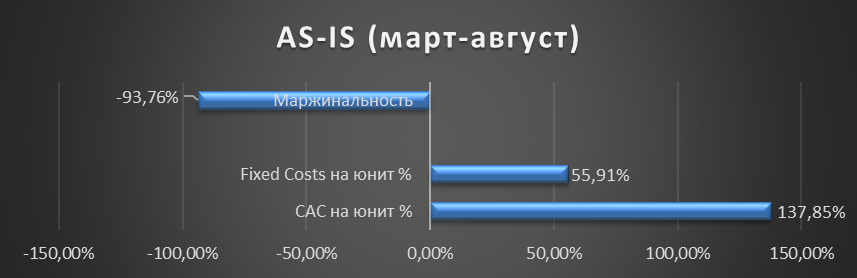 AS-IS (март-август)
-93,76%
Маржинальность
Fixed Costs на юнит %
55,91%
CAC на юнит %
137,85%
-150,00% -100,00% -50,00% 0,00% 50,00% 100,00% 150,00%